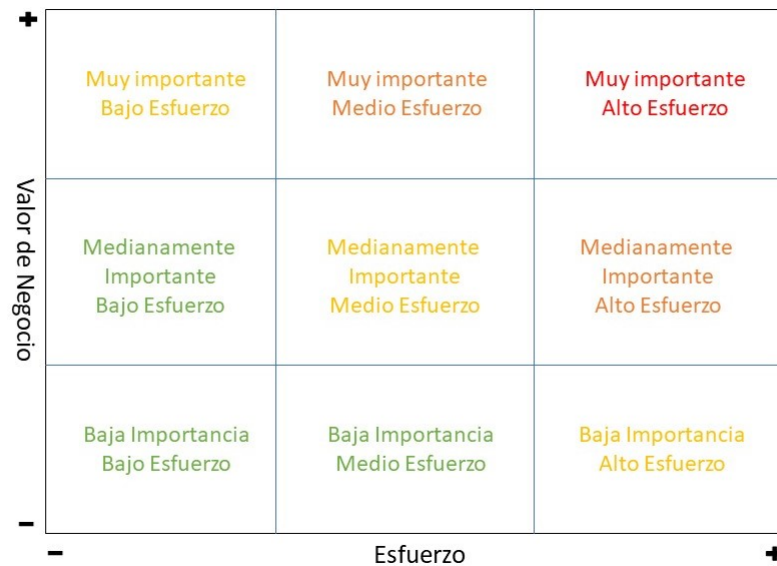 +
Muy importante
Bajo Esfuerzo
Muy importante
Medio Esfuerzo
Muy importante
Alto Esfuerzo
Valor de Negocio
Medianamente
Importante
Bajo Esfuerzo
Medianamente
Importante
Medio Esfuerzo
Medianamente
Importante
Alto Esfuerzo
Baja Importancia
Bajo Esfuerzo
Baja Importancia
Medio Esfuerzo
Baja Importancia
Alto Esfuerzo
-
-
Esfuerzo
+